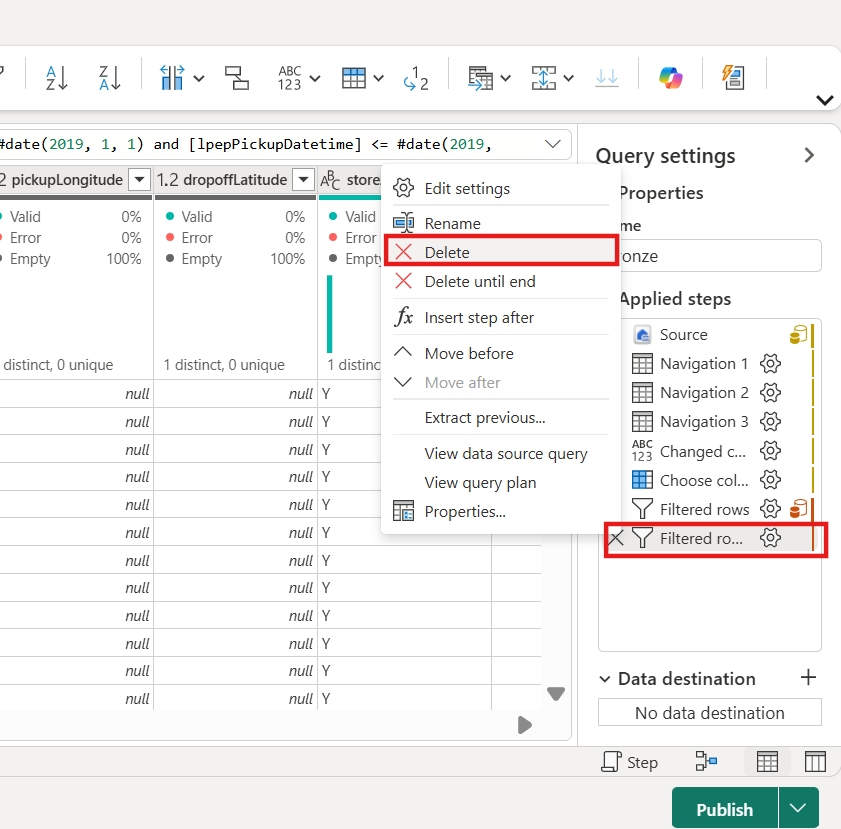 A
Z
Z
A
ABC
123
1
2
#date(2019, 1, 1) and [lpepPickupDatetime] <= #date(2019,
2 pickupLongitude
1.2 dropoffLatitude
ABC store
Valid 0%
Error 0%
Empty 100%
distinct, 0 unique
Valid 0%
Error 0%
Empty 100%
1 distinct, 0 unique
Valid
Error
Empty
1 distinct
null null Y
null null Y
null null Y
null null Y
null null Y
null null Y
null null Y
null null Y
null null Y
null null Y
null null Y
null null Y
Edit settings
Rename
Delete
Delete until end
fx Insert step after
Move before
Move after
Extract previous...
View data source query
View query plan
Properties...
Query settings
Properties
me
ronze
Applied steps
Source
Navigation 1
Navigation 2
Navigation 3
ABC
123
Changed c...
Choose col...
Filtered rows
Filtered ro...
Data destination
No data destination
Step
Publish